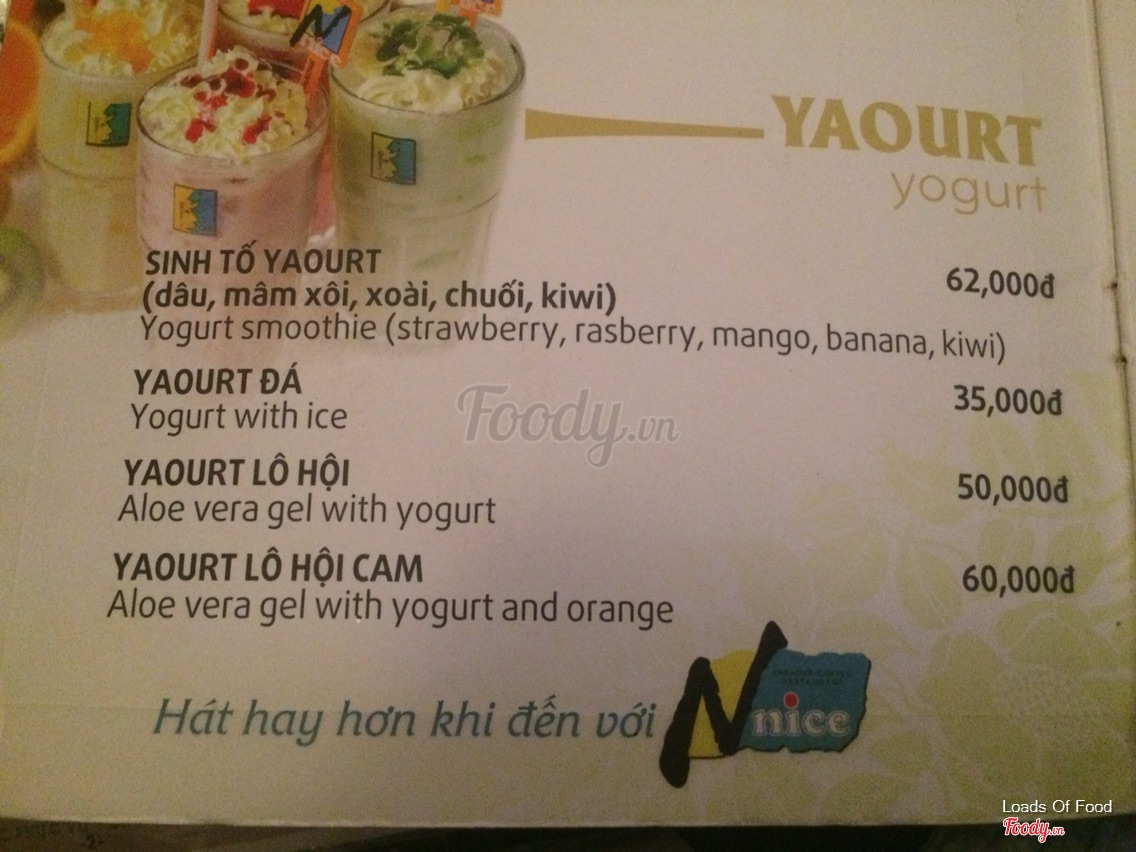 YAOURT
yogurt
SINH TỐ YAOURT
(dâu, mâm xôi, xoài, chuối, kiwi)
62,000đ
Yogurt smoothie (strawberry, rasberry, mango, banana, kiwi)
YAOURT ĐÁ
35,000đ
Yogurt with ice
Foody.vn
YAOURT LÔ HỘI
50,000đ
Aloe vera gel with yogurt
YAOURT LÔ HỘI CAM
60,000đ
Aloe vera gel with yogurt and orange
Hát hay hơn khi đến với
N nice
Loads Of Food
Foody.vn